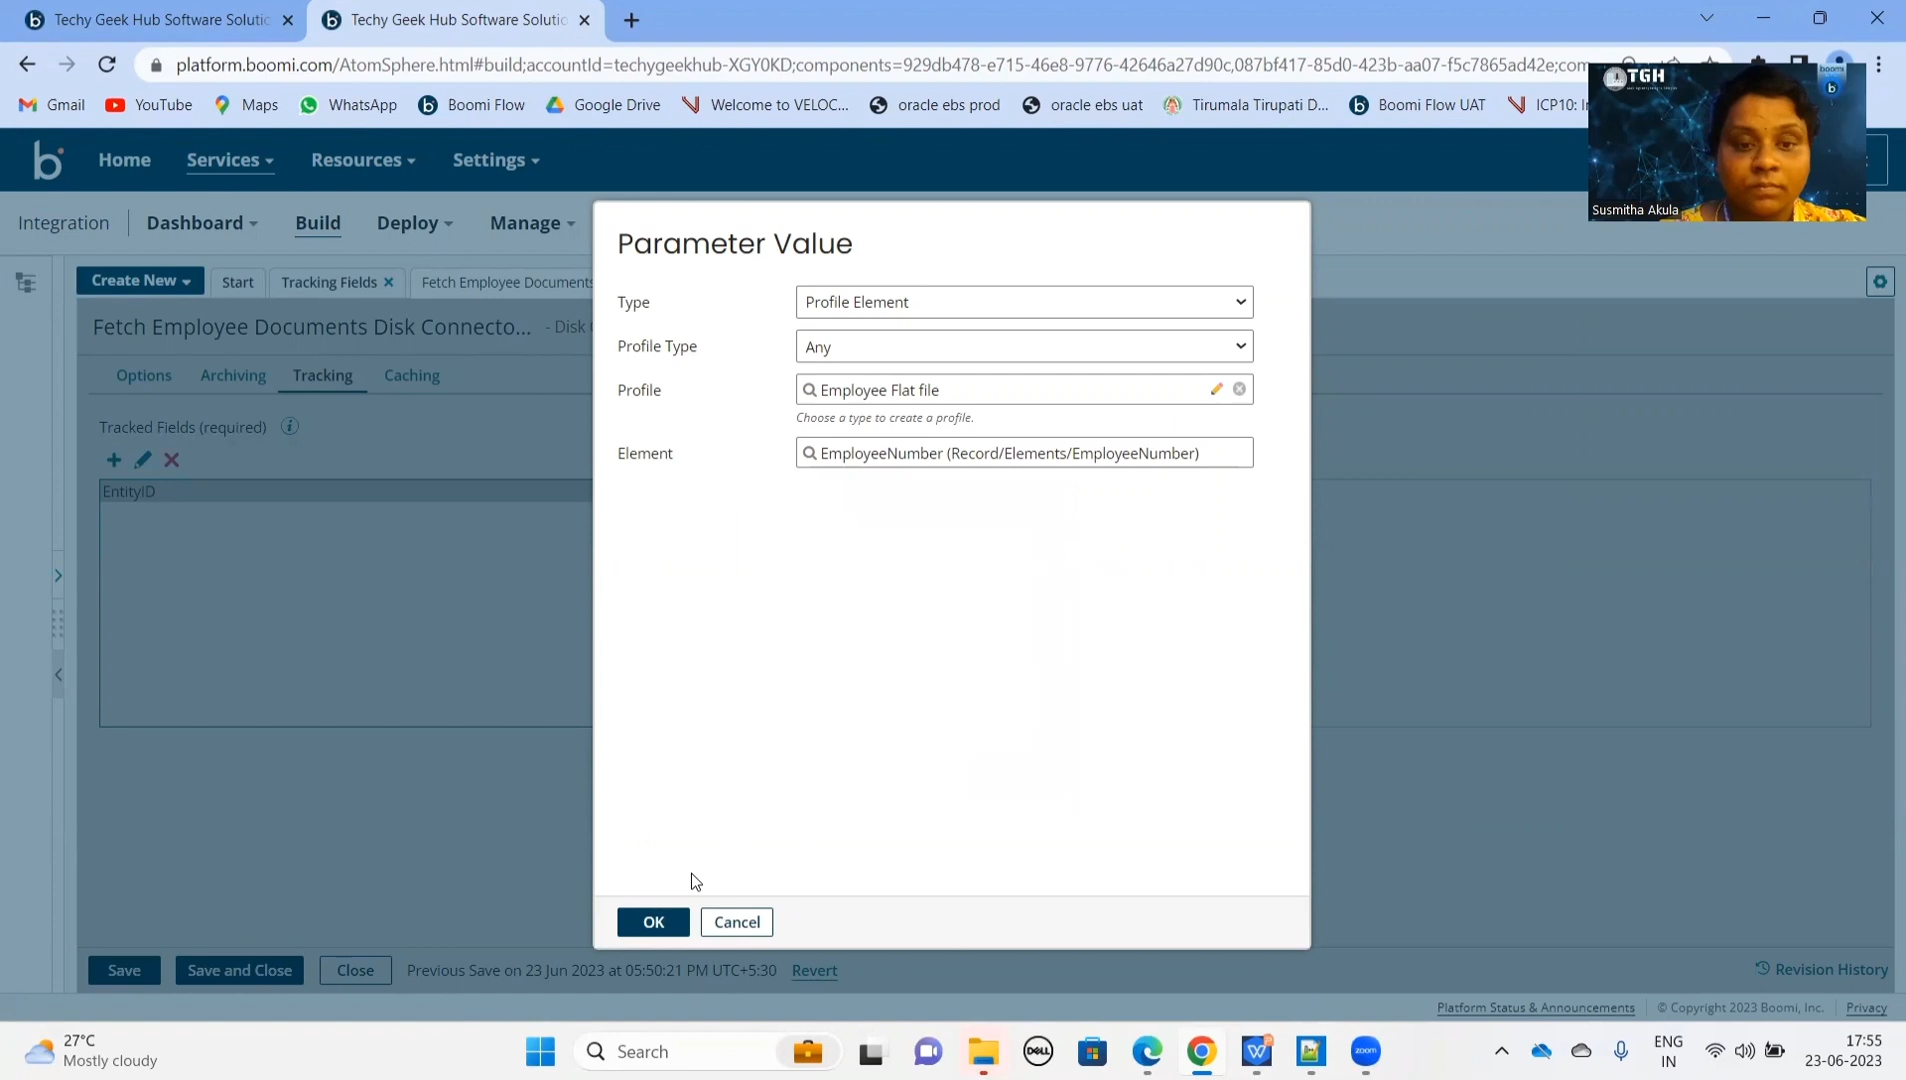 Techy Geek Hub Software Solutio
Techy Geek Hub Software Solutio
platform.boomi.com/AtomSphere.html#build;accountId=techygeekhub-XGY0KD;components=929db478-e715-46e8-9776-42646a27d90c,087bf417-85d0-423b-aa07-f5c7865ad42e;com
Gmail YouTube Maps WhatsApp Boomi Flow Google Drive Welcome to VELOC... oracle ebs prod oracle ebs uat Tirumala Tirupati D... Boomi Flow UAT ICP10: In
TGH
boomi
Susmitha Akula
Home Services Resources Settings
Integration Dashboard Build Deploy Manage
Create New Start Tracking Fields Fetch Employee Documents
Fetch Employee Documents Disk Connecto... - Disk
Options Archiving Tracking Caching
Tracked Fields (required)
EntityID
Parameter Value
Type Profile Element
Profile Type Any
Profile Employee Flat file
Choose a type to create a profile.
Element EmployeeNumber (Record/Elements/EmployeeNumber)
OK Cancel
Save Save and Close Close Previous Save on 23 Jun 2023 at 05:50:21 PM UTC+5:30 Revert Revision History
Platform Status & Announcements © Copyright 2023 Boomi, Inc. Privacy
27°C
Mostly cloudy
Search
DELL
zoom
ENG
IN
17:55
23-06-2023